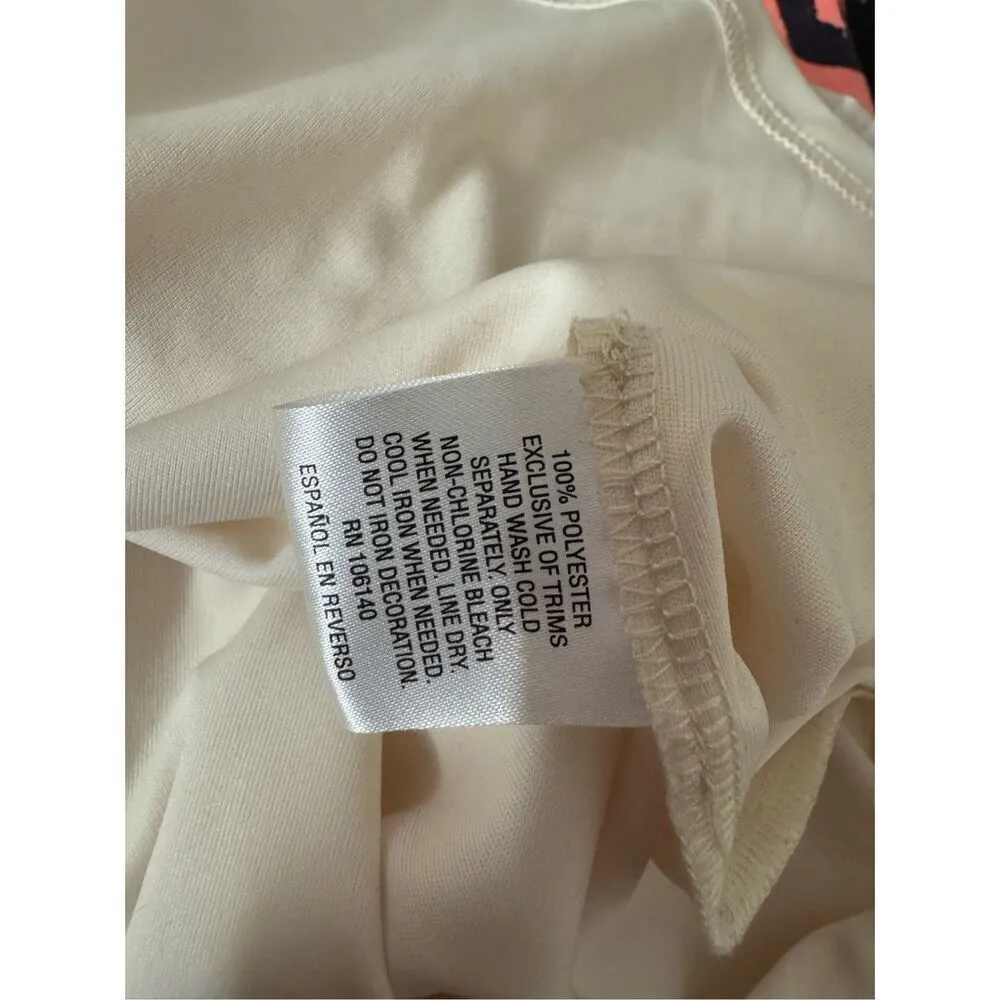 100% POLYESTER
EXCLUSIVE OF TRIMS
HAND WASH COLD
SEPARATELY. ONLY
NON-CHLORINE BLEACH
WHEN NEEDED. LINE DRY.
COOL IRON WHEN NEEDED.
DO NOT IRON DECORATION.
RN 106140
ESPAÑOL EN REVERSO